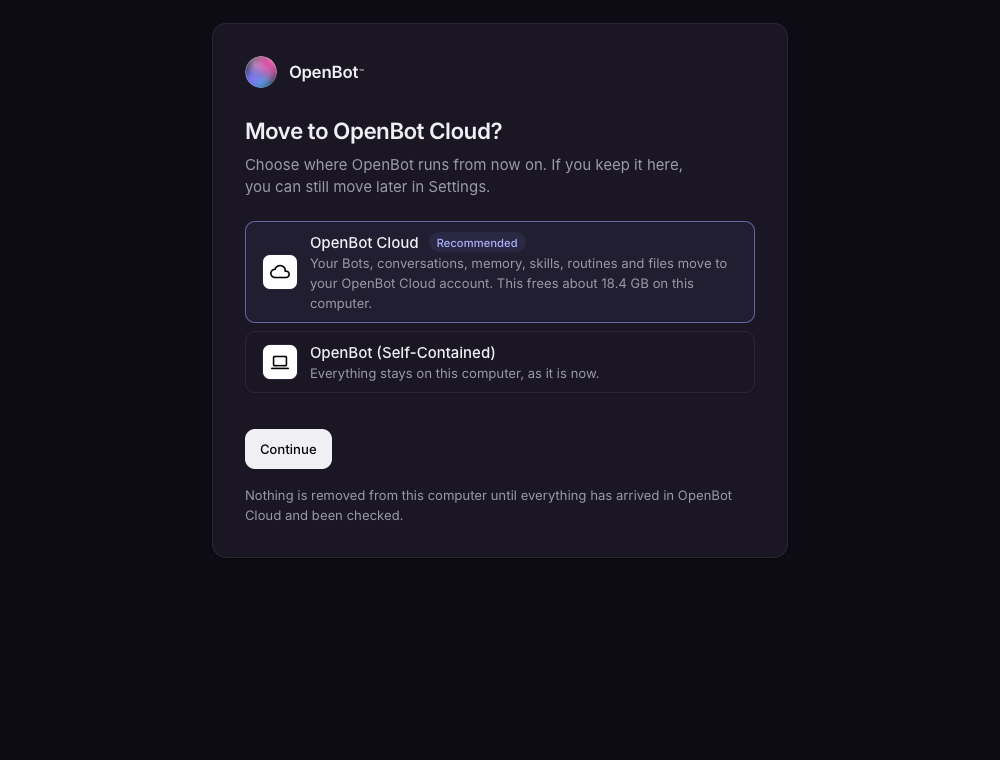 OpenBot™
Move to OpenBot Cloud?
Choose where OpenBot runs from now on. If you keep it here,
you can still move later in Settings.
OpenBot Cloud Recommended
Your Bots, conversations, memory, skills, routines and files move to
your OpenBot Cloud account. This frees about 18.4 GB on this
computer.
OpenBot (Self-Contained)
Everything stays on this computer, as it is now.
Continue
Nothing is removed from this computer until everything has arrived in OpenBot
Cloud and been checked.